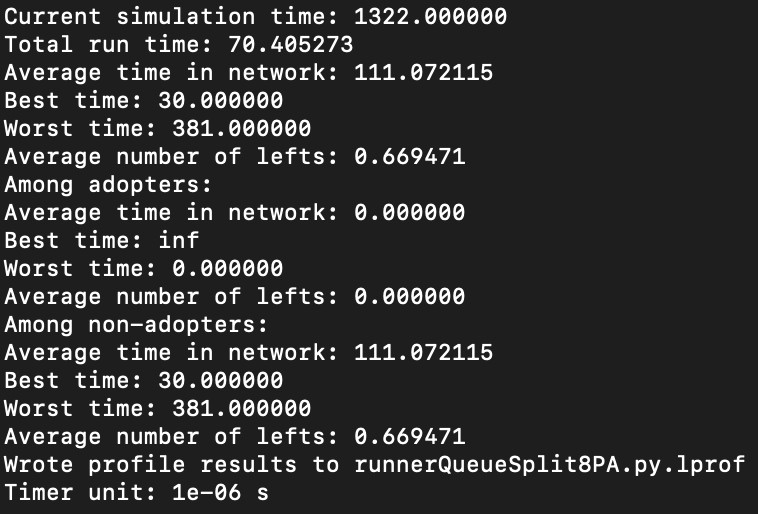 Current simulation time: 1322.000000
Total run time: 70.405273
Average time in network: 111.072115
Best time: 30.000000
Worst time: 381.000000
Average number of lefts: 0.669471
Among adopters:
Average time in network: 0.000000
Best time: inf
Worst time: 0.000000
Average number of lefts: 0.000000
Among non-adopters:
Average time in network: 111.072115
Best time: 30.000000
Worst time: 381.000000
Average number of lefts: 0.669471
Wrote profile results to runnerQueueSplit8PA.py.lprof
Timer unit: 1e-06 s